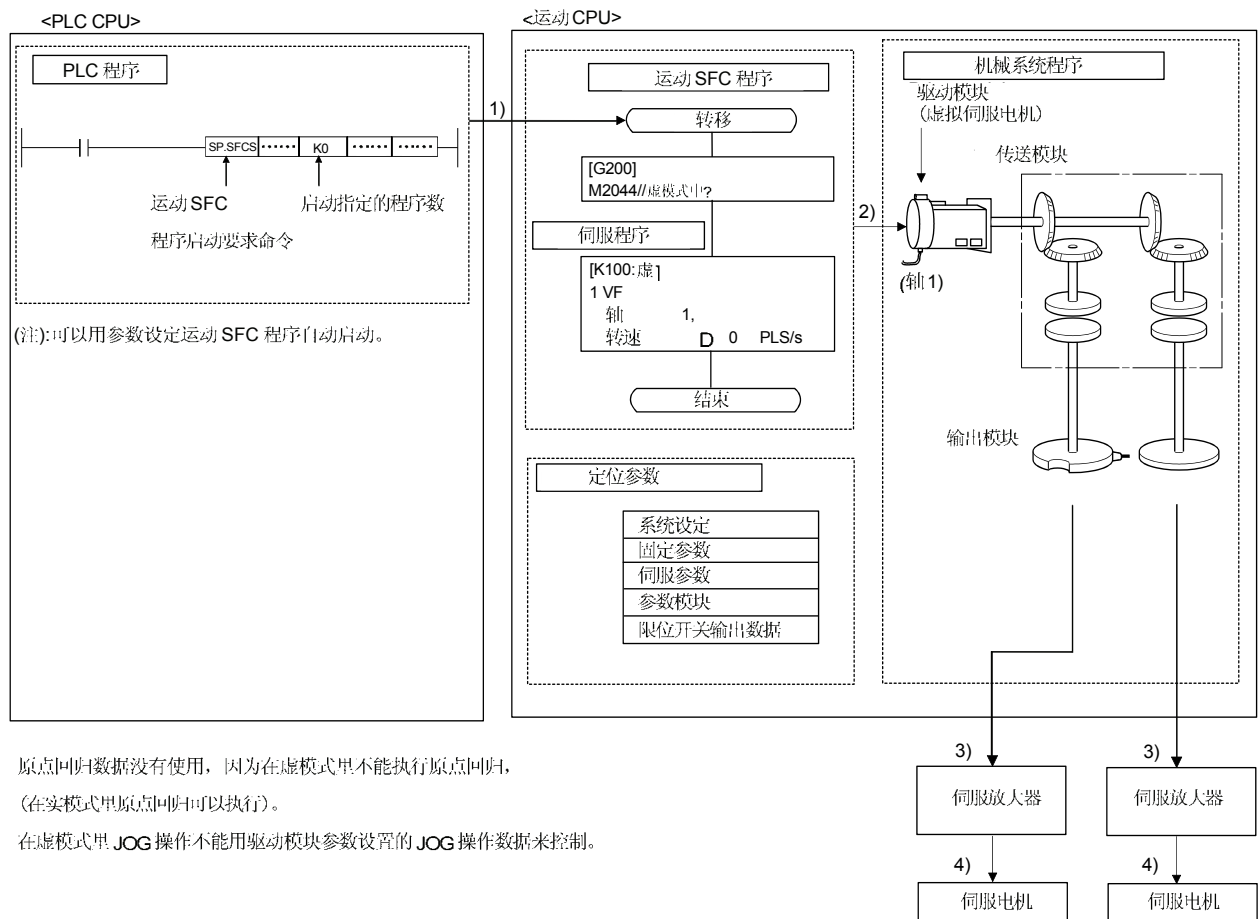 <PLC CPU>
PLC 程序
SP.SFCS ······ K0 ······ ······
运动 SFC
程序启动要求命令
启动指定的程序数
(注):可以用参数设定运动 SFC 程序自动启动。
1)
<运动 CPU>
运动 SFC 程序
转移
[G200]
M2044//虚模式中?
伺服程序
[K100:虚]
1 VF
轴 1,
转速 D 0 PLS/s
结束
定位参数
系统设定
固定参数
伺服参数
参数模块
限位开关输出数据
2)
机械系统程序
驱动模块
(虚拟伺服电机)
传送模块
(轴 1)
输出模块
3)
3)
伺服放大器
伺服放大器
4)
4)
伺服电机
伺服电机
原点回归数据没有使用，因为在虚模式里不能执行原点回归，
(在实模式里原点回归可以执行)。
在虚模式里 JOG 操作不能用驱动模块参数设置的 JOG 操作数据来控制。